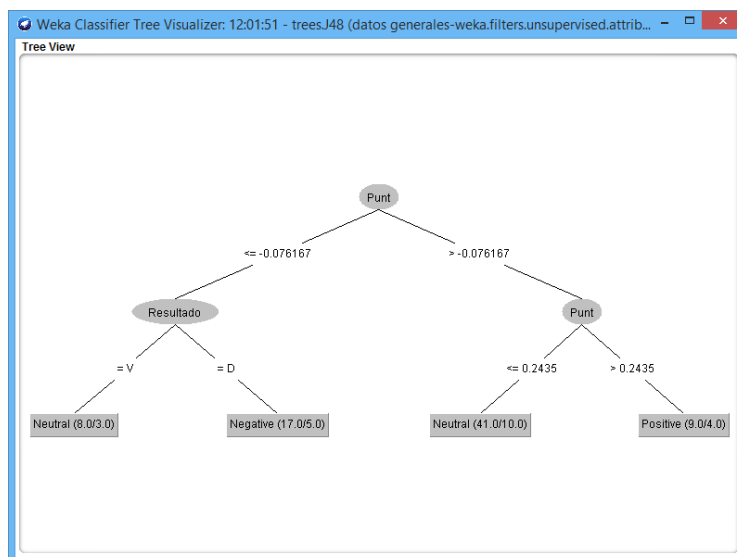 Weka Classifier Tree Visualizer: 12:01:51 - trees.J48 (datos generales-weka.filters.unsupervised.attrib...
Tree View
Punt
<= -0.076167
> -0.076167
Resultado
Punt
= V
= D
<= 0.2435
> 0.2435
Neutral (8.0/3.0)
Negative (17.0/5.0)
Neutral (41.0/10.0)
Positive (9.0/4.0)